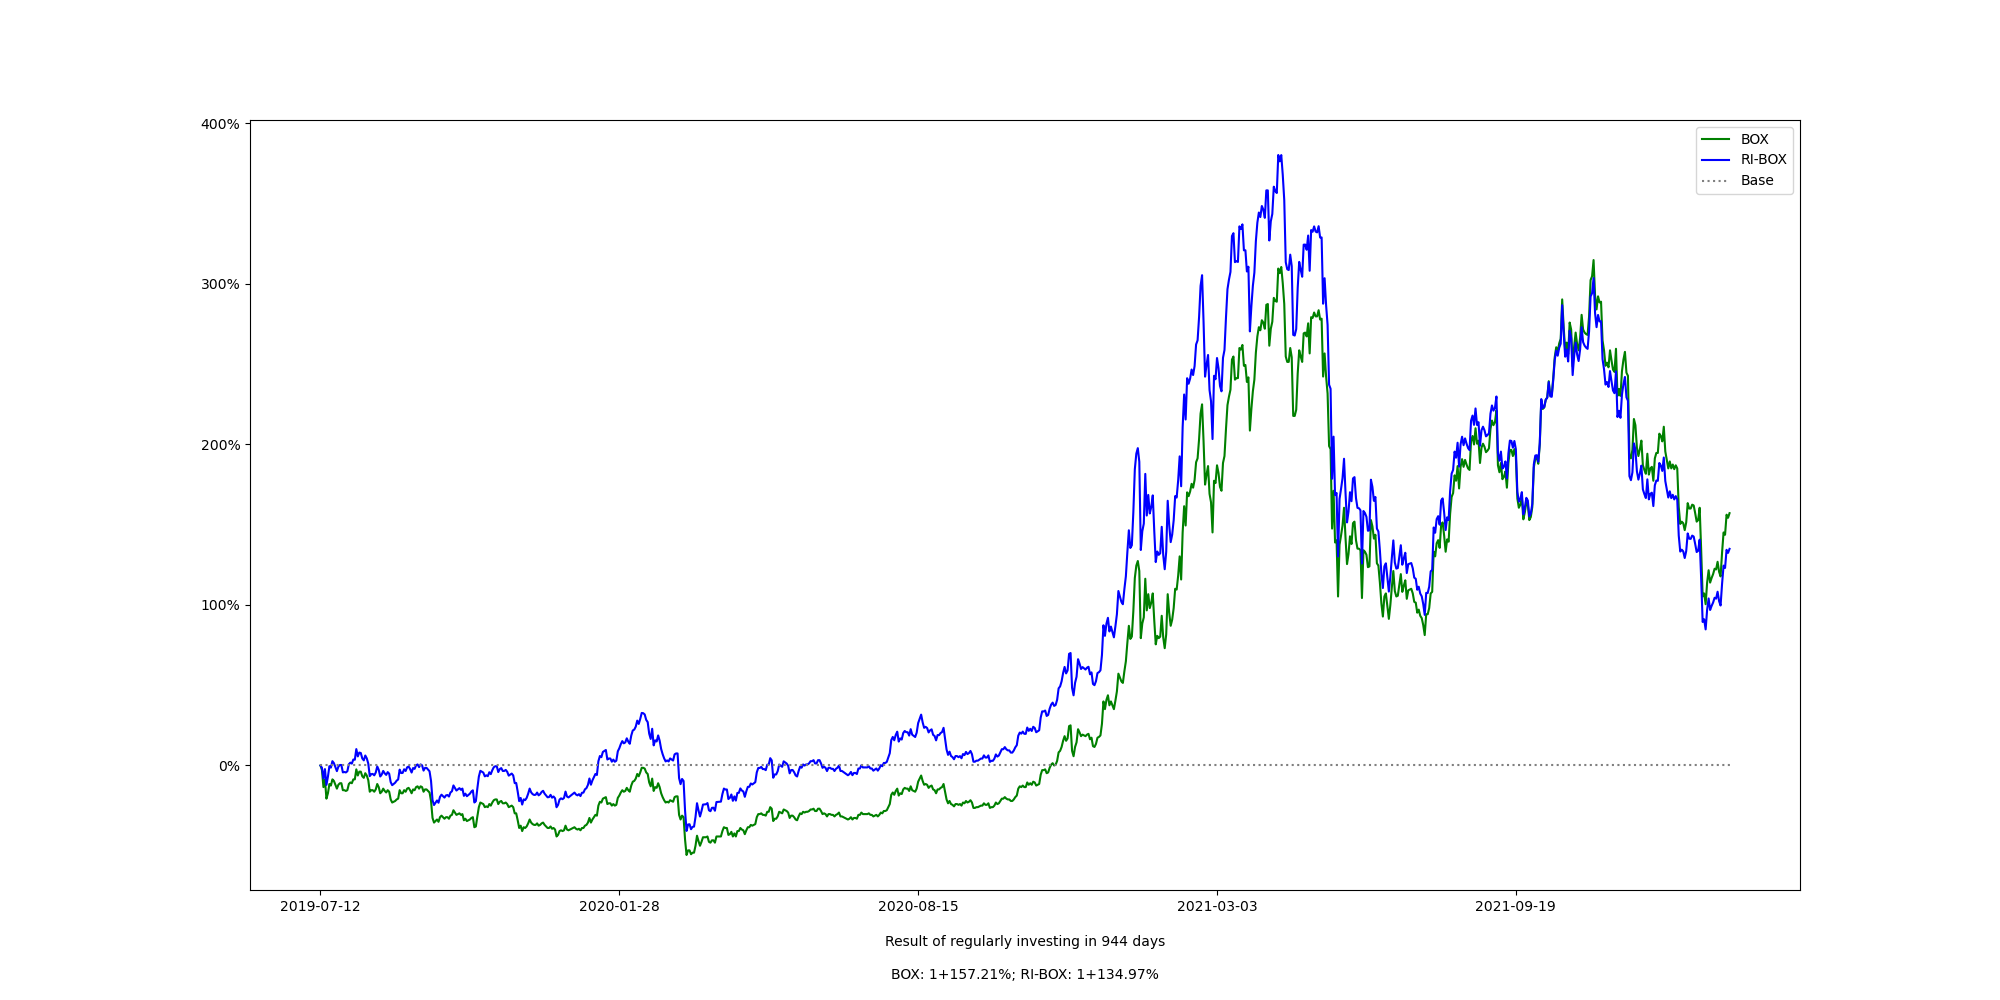 400%
300%
200%
100%
0%
BOX
RI-BOX
Base
2019-07-12
2020-01-28
2020-08-15
2021-03-03
2021-09-19
Result of regularly investing in 944 days
BOX: 1+157.21%; RI-BOX: 1+134.97%